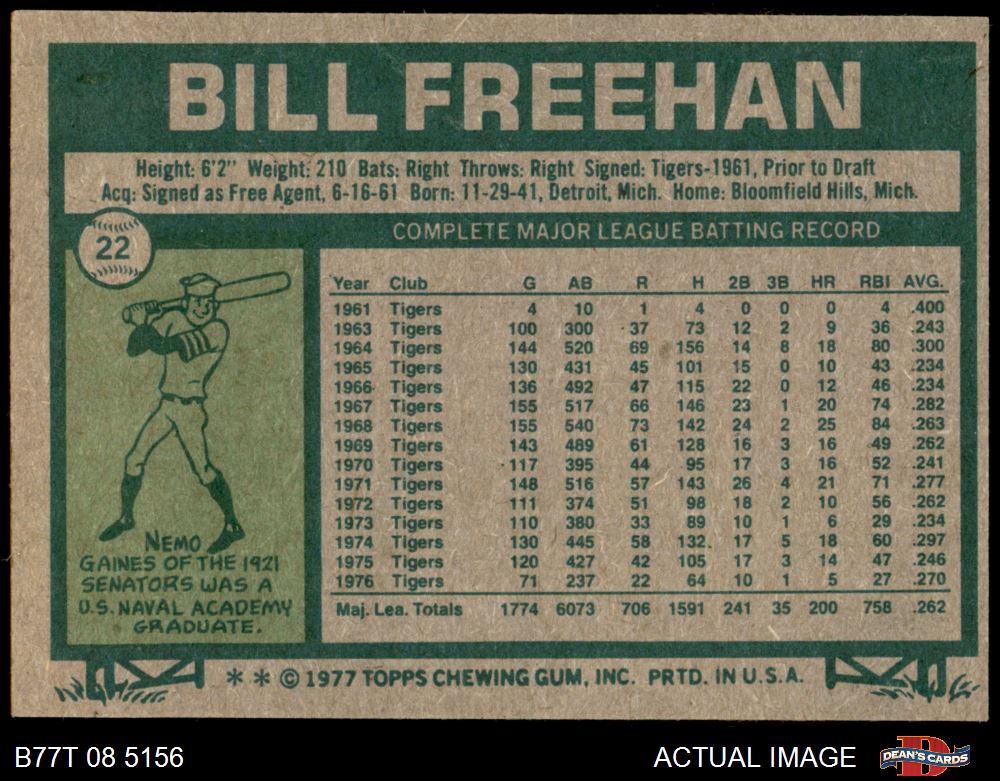 BILL FREEHAN
Height: 6'2" Weight: 210 Bats: Right Throws: Right Signed: Tigers-1961, Prior to Draft
Acq: Signed as Free Agent, 6-16-61 Born: 11-29-41, Detroit, Mich. Home: Bloomfield Hills, Mich.
22
COMPLETE MAJOR LEAGUE BATTING RECORD
Year Club G AB R H 2B 3B HR RBI AVG.
1961 Tigers 4 10 1 4 0 0 0 4 .400
1963 Tigers 100 300 37 73 12 2 9 36 .243
1964 Tigers 144 520 69 156 14 8 18 80 .300
1965 Tigers 130 431 45 101 15 0 10 43 .234
1966 Tigers 136 492 47 115 22 0 12 46 .234
1967 Tigers 155 517 66 146 23 1 20 74 .282
1968 Tigers 155 540 73 142 24 2 25 84 .263
1969 Tigers 143 489 61 128 16 3 16 49 .262
1970 Tigers 117 395 44 95 17 3 16 52 .241
1971 Tigers 148 516 57 143 26 4 21 71 .277
1972 Tigers 111 374 51 98 18 2 10 56 .262
1973 Tigers 110 380 33 89 10 1 6 29 .234
1974 Tigers 130 445 58 132 17 5 18 60 .297
1975 Tigers 120 427 42 105 17 3 14 47 .246
1976 Tigers 71 237 22 64 10 1 5 27 .270
Maj. Lea. Totals 1774 6073 706 1591 241 35 200 758 .262
NEMO
GAINES OF THE 1921
SENATORS WAS A
U.S. NAVAL ACADEMY
GRADUATE.
* * © 1977 TOPPS CHEWING GUM, INC. PRTD. IN U.S.A.
B77T 08 5156
ACTUAL IMAGE
D
DEAN'S CARDS